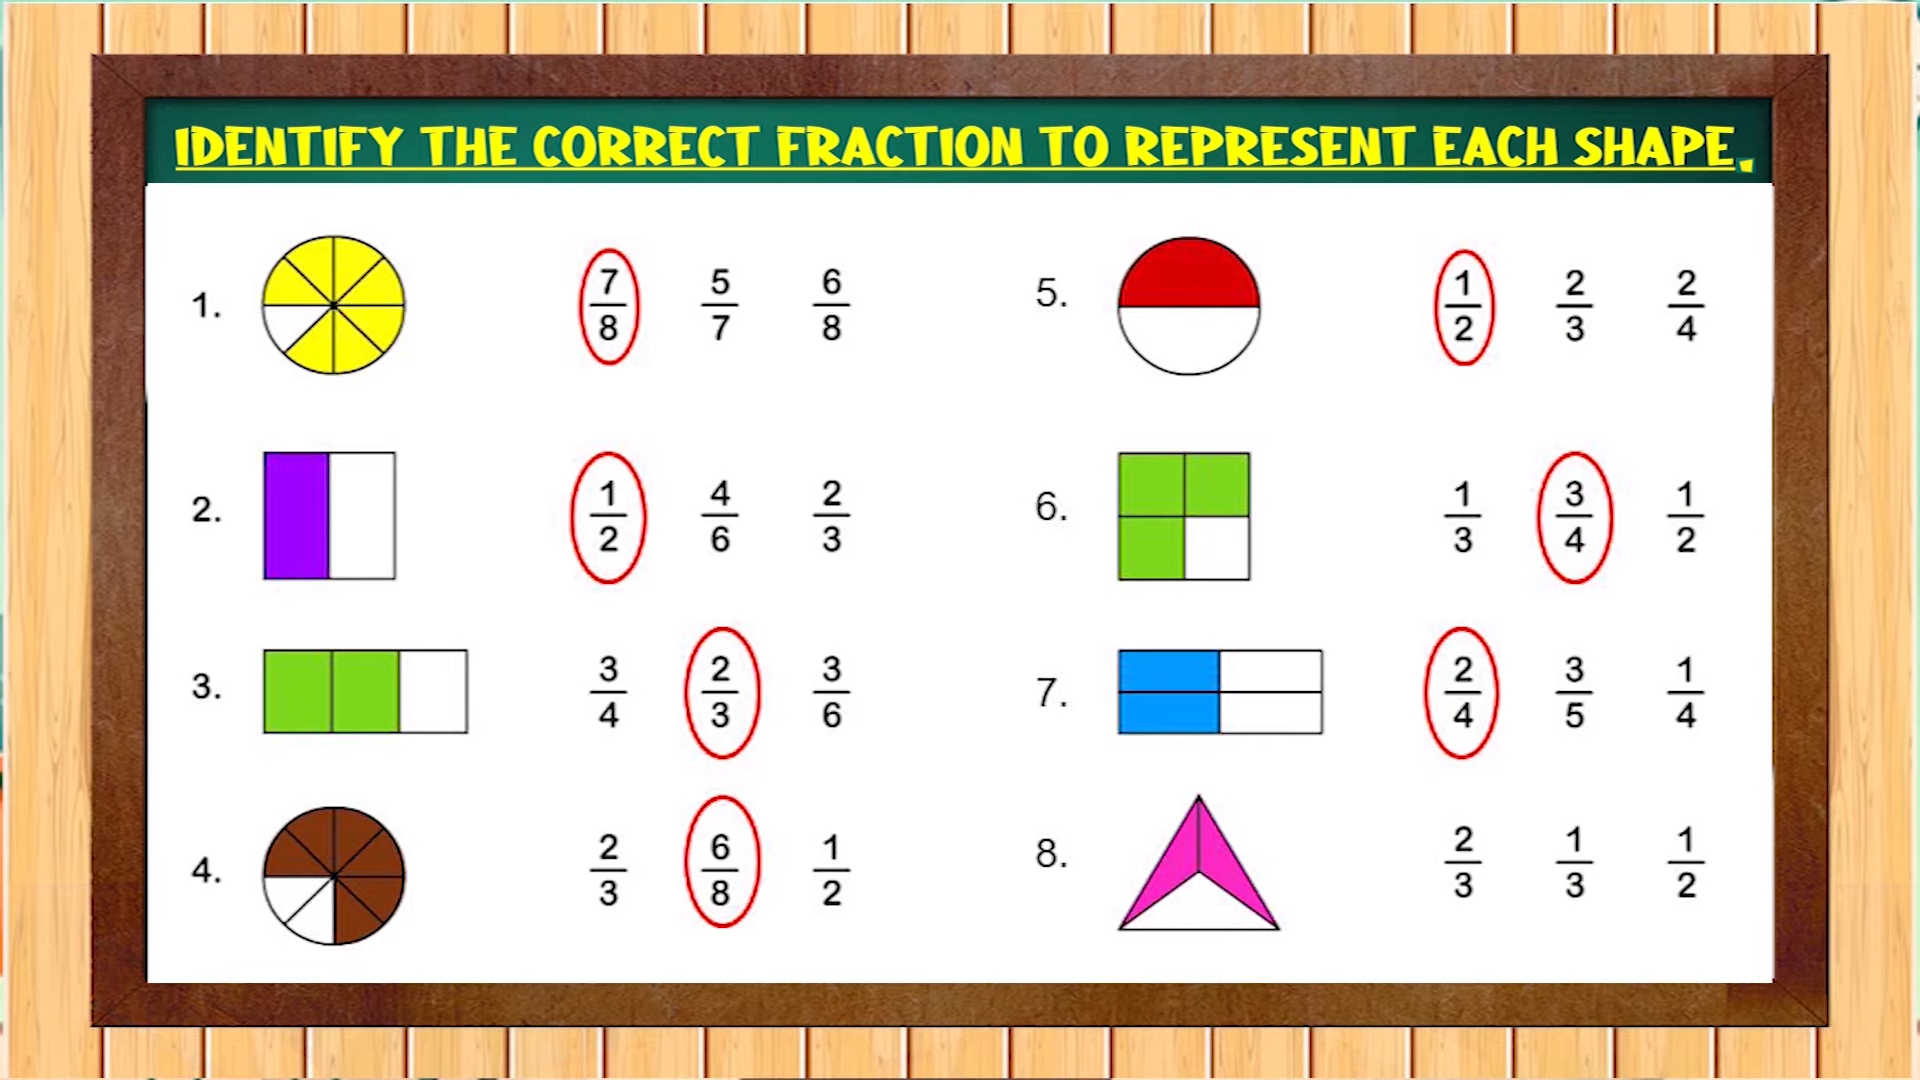 IDENTIFY THE CORRECT FRACTION TO REPRESENT EACH SHAPE.
1. 7/8 5/7 6/8
2. 1/2 4/6 2/3
3. 3/4 2/3 3/6
4. 2/3 6/8 1/2
5. 1/2 2/3 2/4
6. 1/3 3/4 1/2
7. 2/4 3/5 1/4
8. 2/3 1/3 1/2